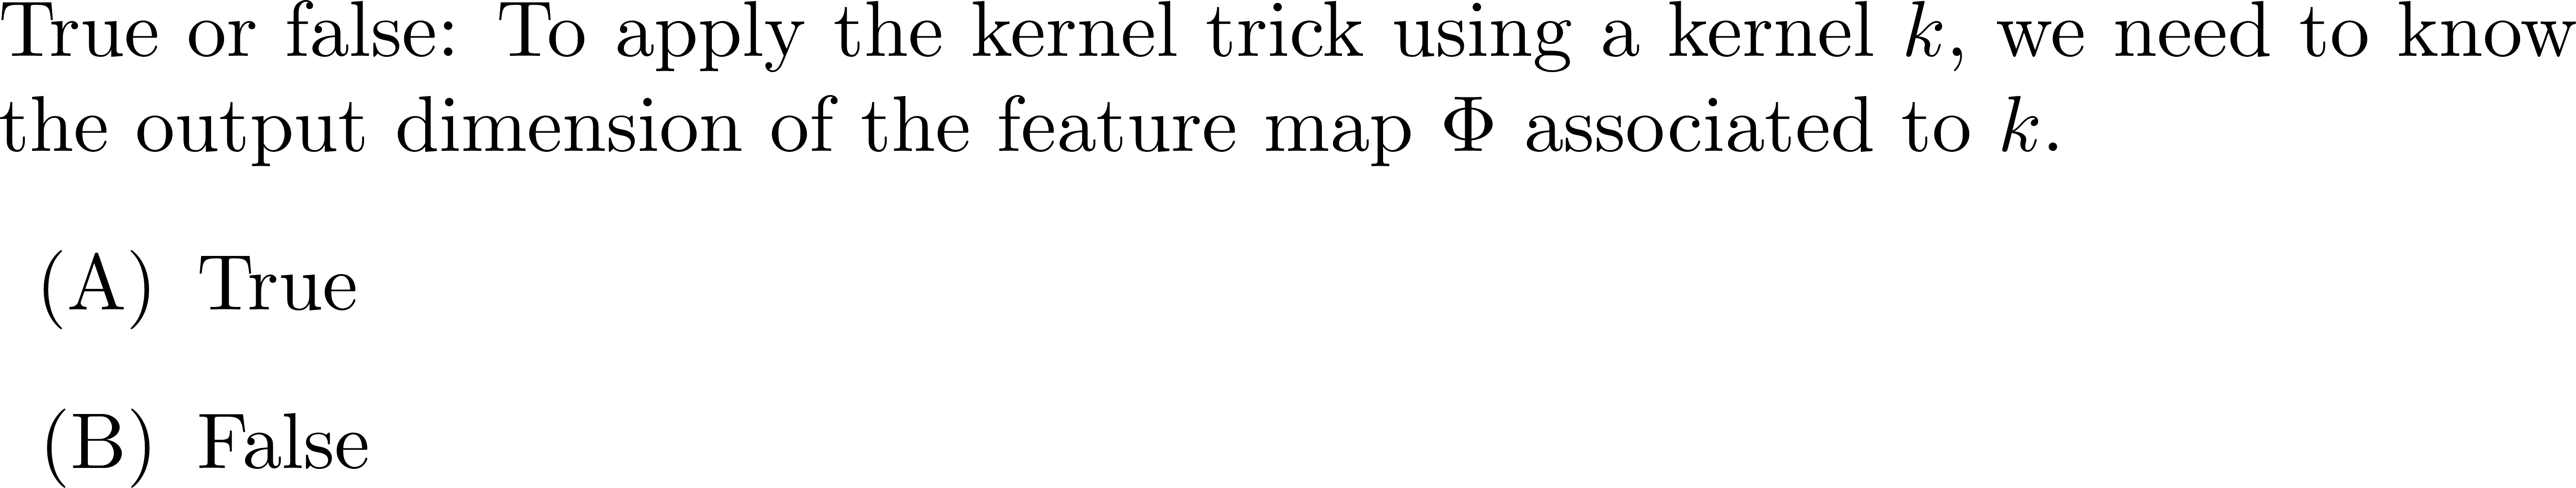 True or false: To apply the kernel trick using a kernel k, we need to know
the output dimension of the feature map Φ associated to k.
(A) True
(B) False